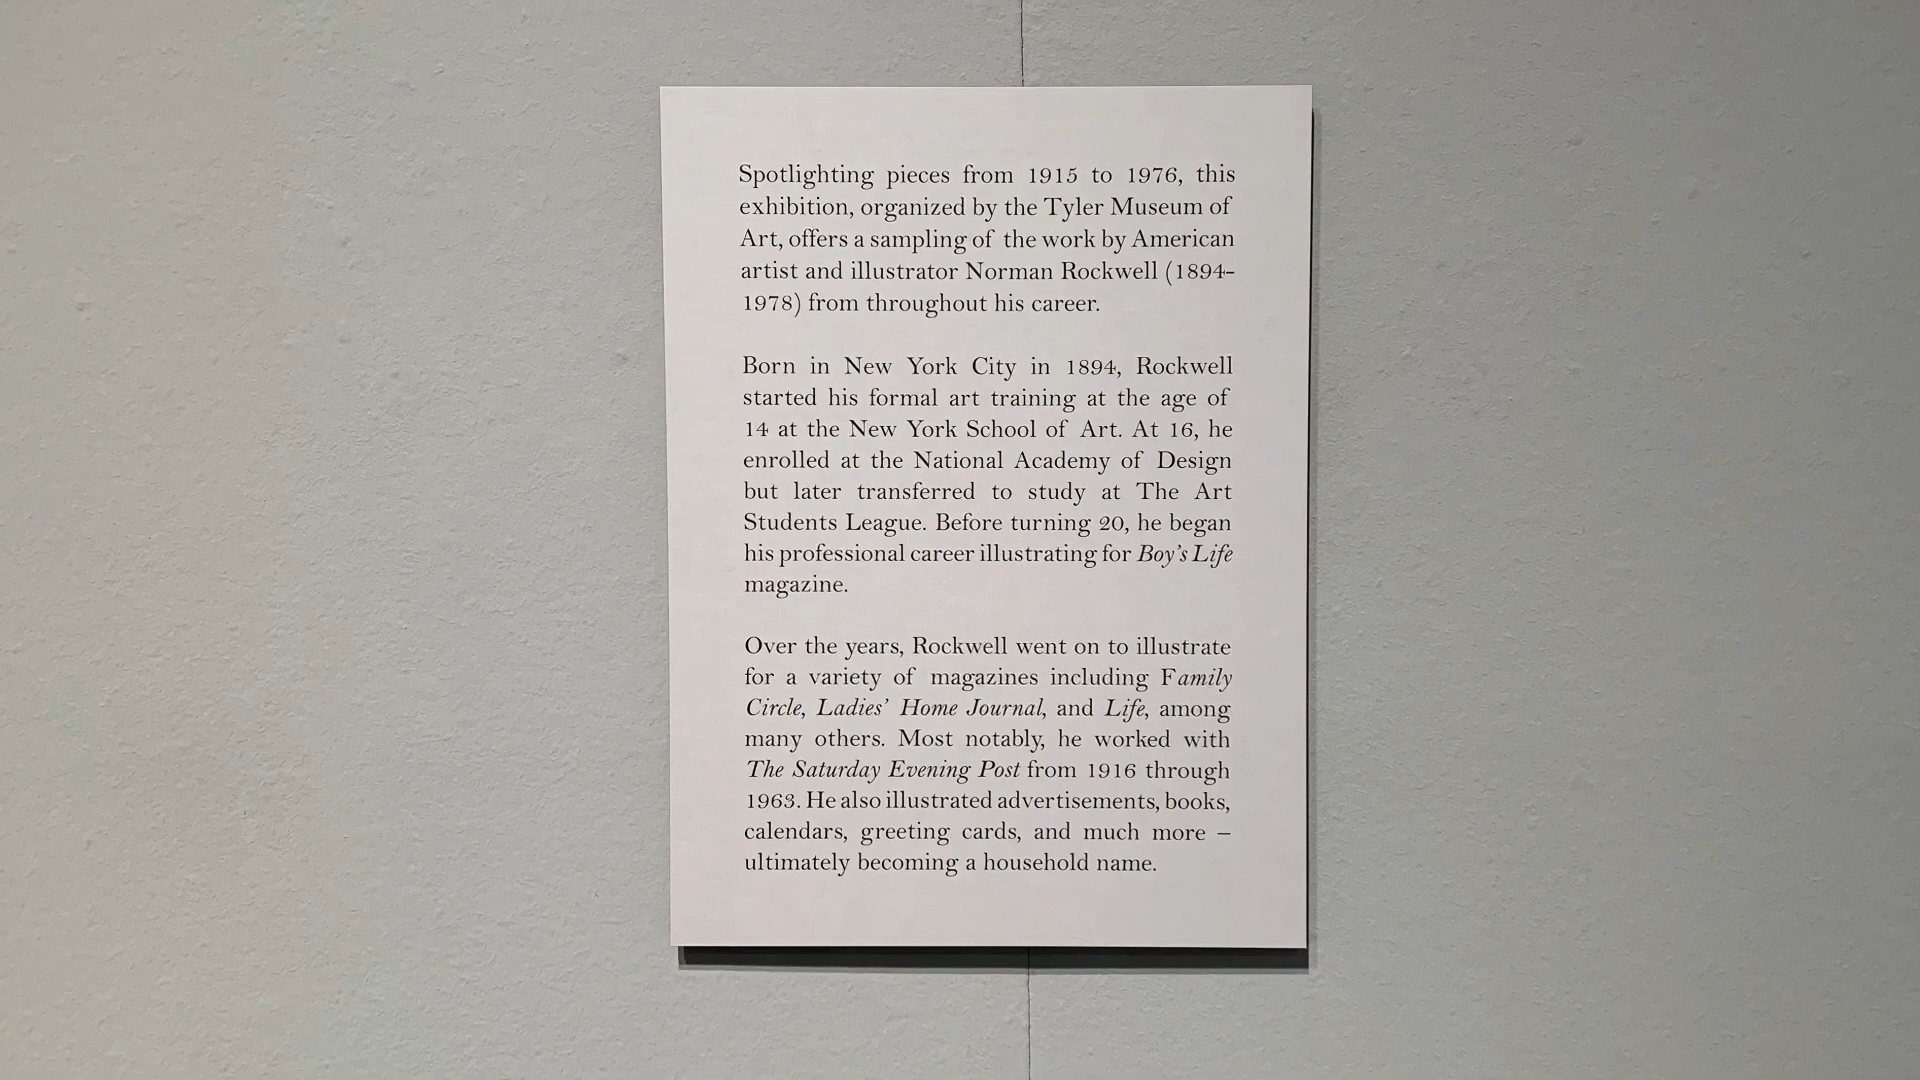 Spotlighting pieces from 1915 to 1976, this
exhibition, organized by the Tyler Museum of
Art, offers a sampling of the work by American
artist and illustrator Norman Rockwell (1894–
1978) from throughout his career.
Born in New York City in 1894, Rockwell
started his formal art training at the age of
14 at the New York School of Art. At 16, he
enrolled at the National Academy of Design
but later transferred to study at The Art
Students League. Before turning 20, he began
his professional career illustrating for Boy’s Life
magazine.
Over the years, Rockwell went on to illustrate
for a variety of magazines including Family
Circle, Ladies’ Home Journal, and Life, among
many others. Most notably, he worked with
The Saturday Evening Post from 1916 through
1963. He also illustrated advertisements, books,
calendars, greeting cards, and much more –
ultimately becoming a household name.